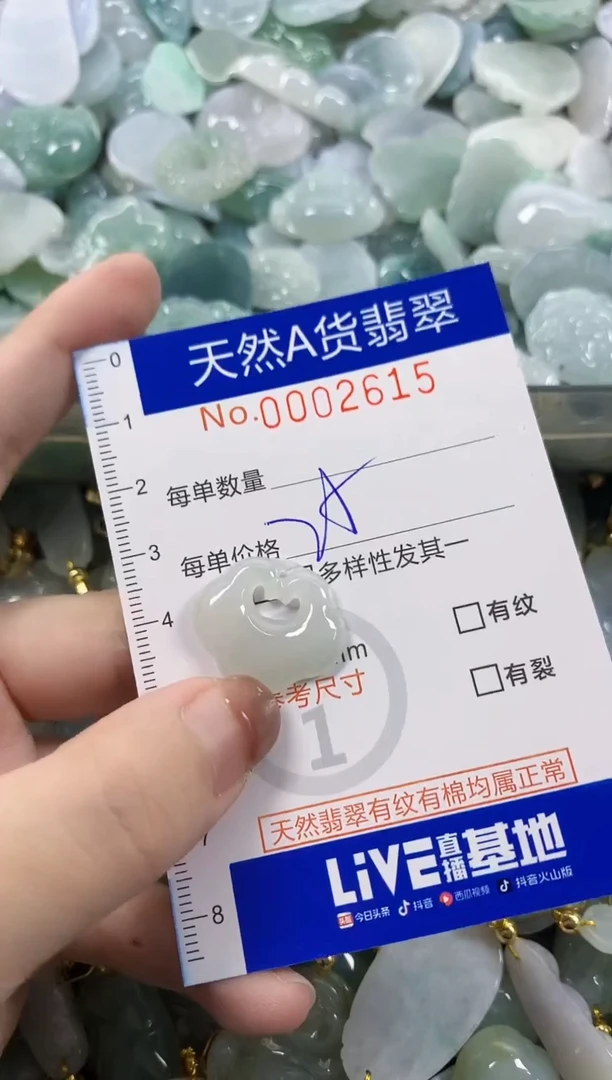 天然A货翡翠
No.0002615
0
1
2
3
4
8
每单数量
每单价格
多样性发其一
有纹
mm
有裂
参考尺寸
1
天然翡翠有纹有棉均属正常
LiVE直播基地
头条 今日头条 抖音 西瓜视频 抖音火山版